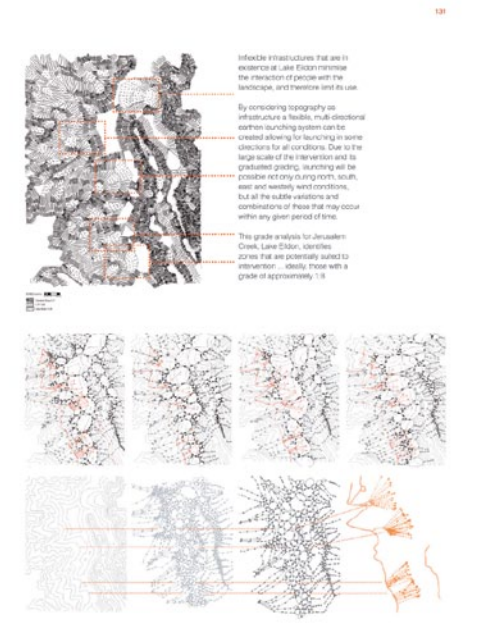 131
Inflexible infrastructures that are in
existence at Lake Eildon minimise
the interaction of people with the
landscape, and therefore limit its use.
By considering topography as
infrastructure a flexible, multi-directional
earthen launching system can be
created allowing for launching in some
directions for all conditions. Due to the
large scale of the intervention and its
graduated grading, launching will be
possible not only during north, south,
east and westerly wind conditions,
but all the subtle variations and
combinations of these that may occur
within any given period of time.
This grade analysis for Jerusalem
Creek, Lake Eildon, identifies
zones that are potentially suited to
intervention ... ideally, those with a
grade of approximately 1:8